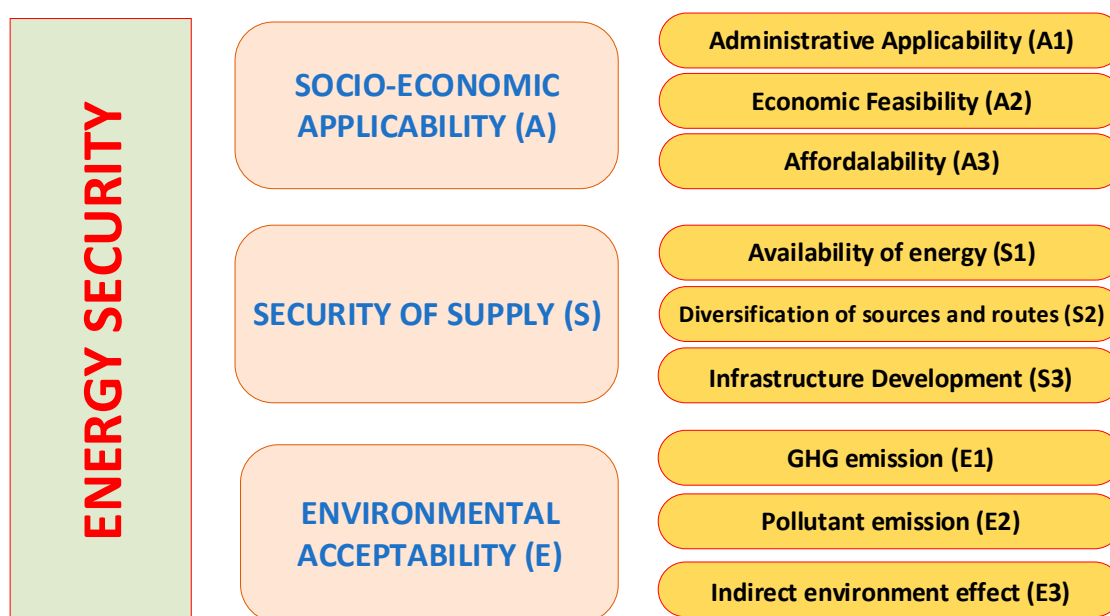 ENERGY SECURITY
SOCIO-ECONOMIC
APPLICABILITY (A)
Administrative Applicability (A1)
Economic Feasibility (A2)
Affordalability (A3)
SECURITY OF SUPPLY (S)
Availability of energy (S1)
Diversification of sources and routes (S2)
Infrastructure Development (S3)
ENVIRONMENTAL
ACCEPTABILITY (E)
GHG emission (E1)
Pollutant emission (E2)
Indirect environment effect (E3)